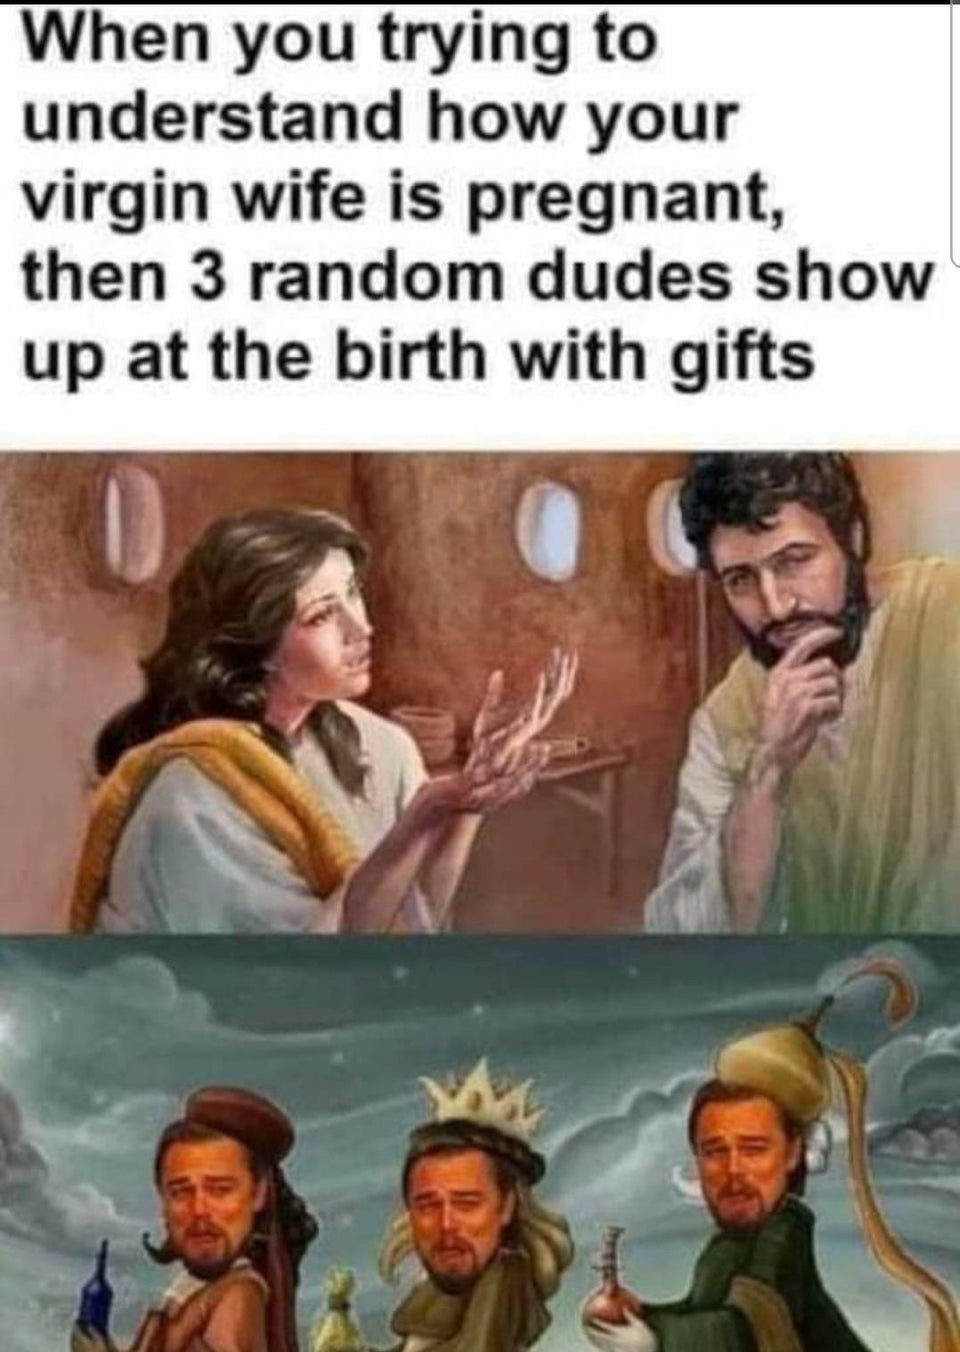 When you trying to
understand how your
virgin wife is pregnant,
then 3 random dudes show
up at the birth with gifts